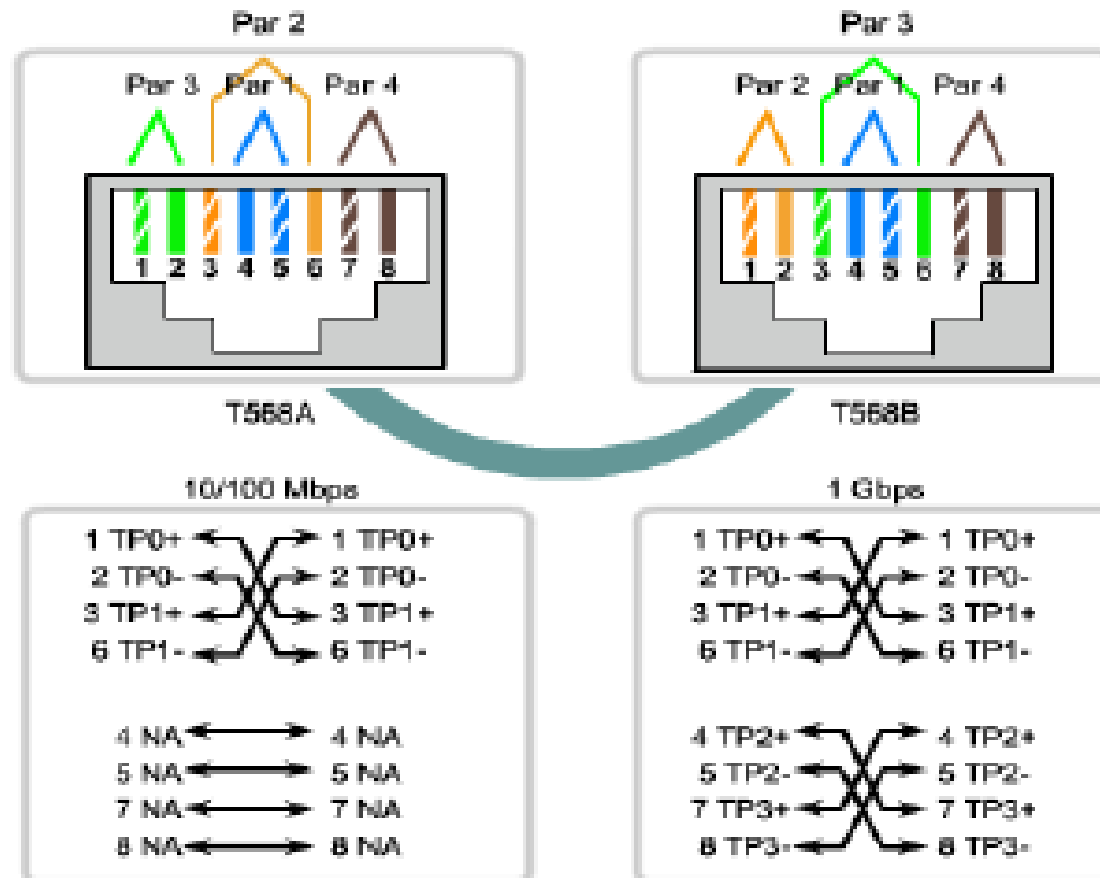 Par 2
Par 3 Par 1 Par 4
1 2 3 4 5 6 7 8
T568A
Par 3
Par 2 Par 1 Par 4
1 2 3 4 5 6 7 8
T568B
10/100 Mbps
1 TP0+ 1 TP0+
2 TP0- 2 TP0-
3 TP1+ 3 TP1+
6 TP1- 6 TP1-
4 NA 4 NA
5 NA 5 NA
7 NA 7 NA
8 NA 8 NA
1 Gbps
1 TP0+ 1 TP0+
2 TP0- 2 TP0-
3 TP1+ 3 TP1+
6 TP1- 6 TP1-
4 TP2+ 4 TP2+
5 TP2- 5 TP2-
7 TP3+ 7 TP3+
8 TP3- 8 TP3-